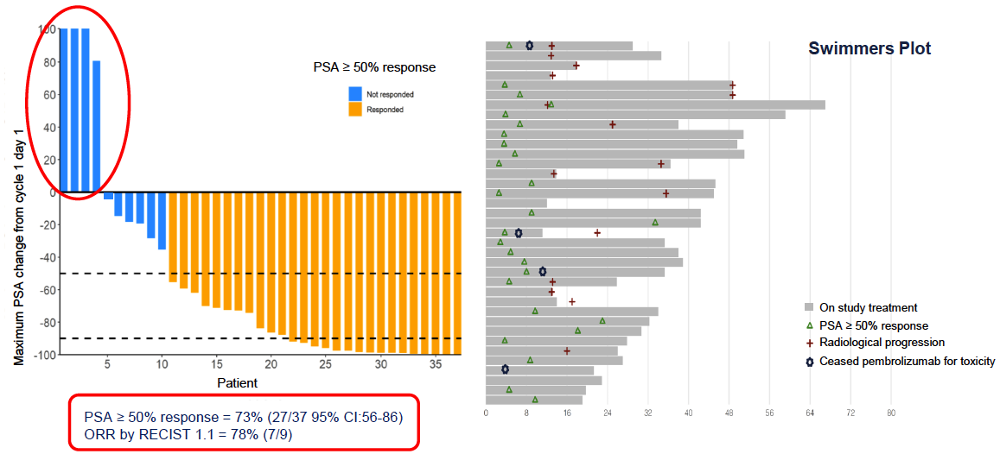 Maximum PSA change from cycle 1 day 1
100
80
60
40
20
0
-20
-40
-60
-80
-100
PSA ≥ 50% response
Not responded
Responded
5
10
15
20
25
30
35
Patient
PSA ≥ 50% response = 73% (27/37 95% CI:56-86)
ORR by RECIST 1.1 = 78% (7/9)
Swimmers Plot
On study treatment
PSA ≥ 50% response
Radiological progression
Ceased pembrolizumab for toxicity
0
8
16
24
32
40
48
56
64
72
80